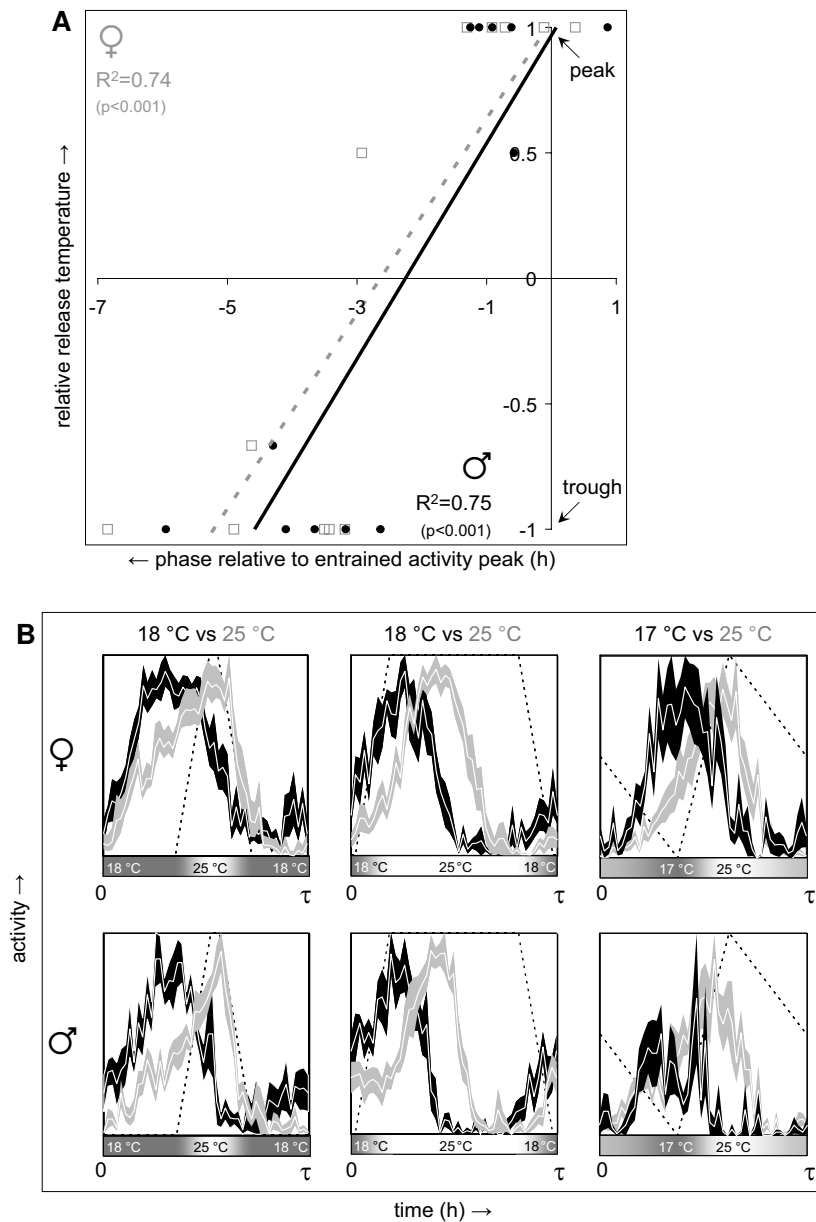 A
♀
R²=0.74
(p<0.001)
1
peak
0.5
relative release temperature →
0
-7 -5 -3 -1 1
-0.5
♂
R²=0.75
(p<0.001)
trough
-1
← phase relative to entrained activity peak (h)
B
18 °C vs 25 °C 18 °C vs 25 °C 17 °C vs 25 °C
♀
18 °C 25 °C 18 °C 18 °C 25 °C 18 °C 17 °C 25 °C
0 τ 0 τ 0 τ
activity →
♂
18 °C 25 °C 18 °C 18 °C 25 °C 18 °C 17 °C 25 °C
0 τ 0 τ 0 τ
time (h) →